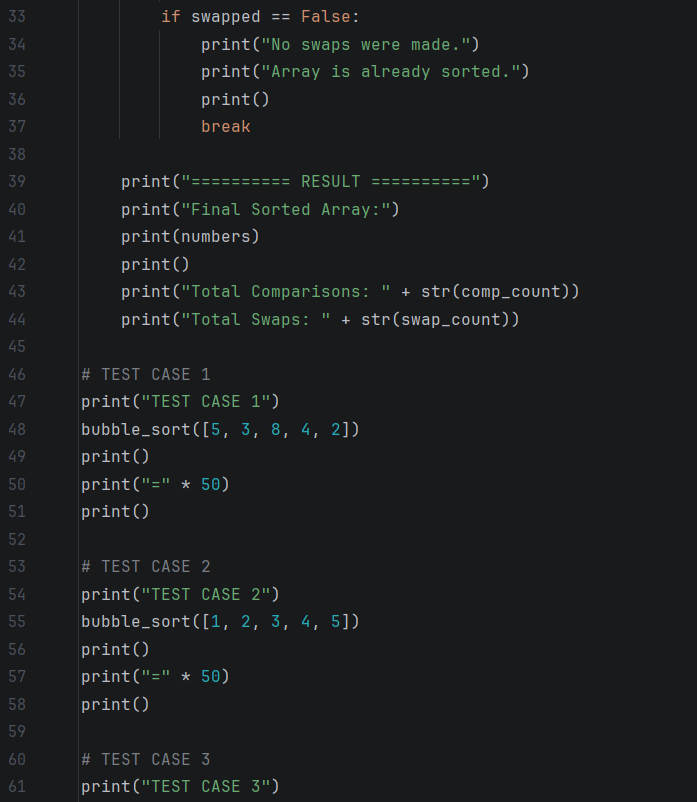 33 if swapped == False:
34 print("No swaps were made.")
35 print("Array is already sorted.")
36 print()
37 break
38
39 print("========== RESULT ==========")
40 print("Final Sorted Array:")
41 print(numbers)
42 print()
43 print("Total Comparisons: " + str(comp_count))
44 print("Total Swaps: " + str(swap_count))
45
46 # TEST CASE 1
47 print("TEST CASE 1")
48 bubble_sort([5, 3, 8, 4, 2])
49 print()
50 print("=" * 50)
51 print()
52
53 # TEST CASE 2
54 print("TEST CASE 2")
55 bubble_sort([1, 2, 3, 4, 5])
56 print()
57 print("=" * 50)
58 print()
59
60 # TEST CASE 3
61 print("TEST CASE 3")